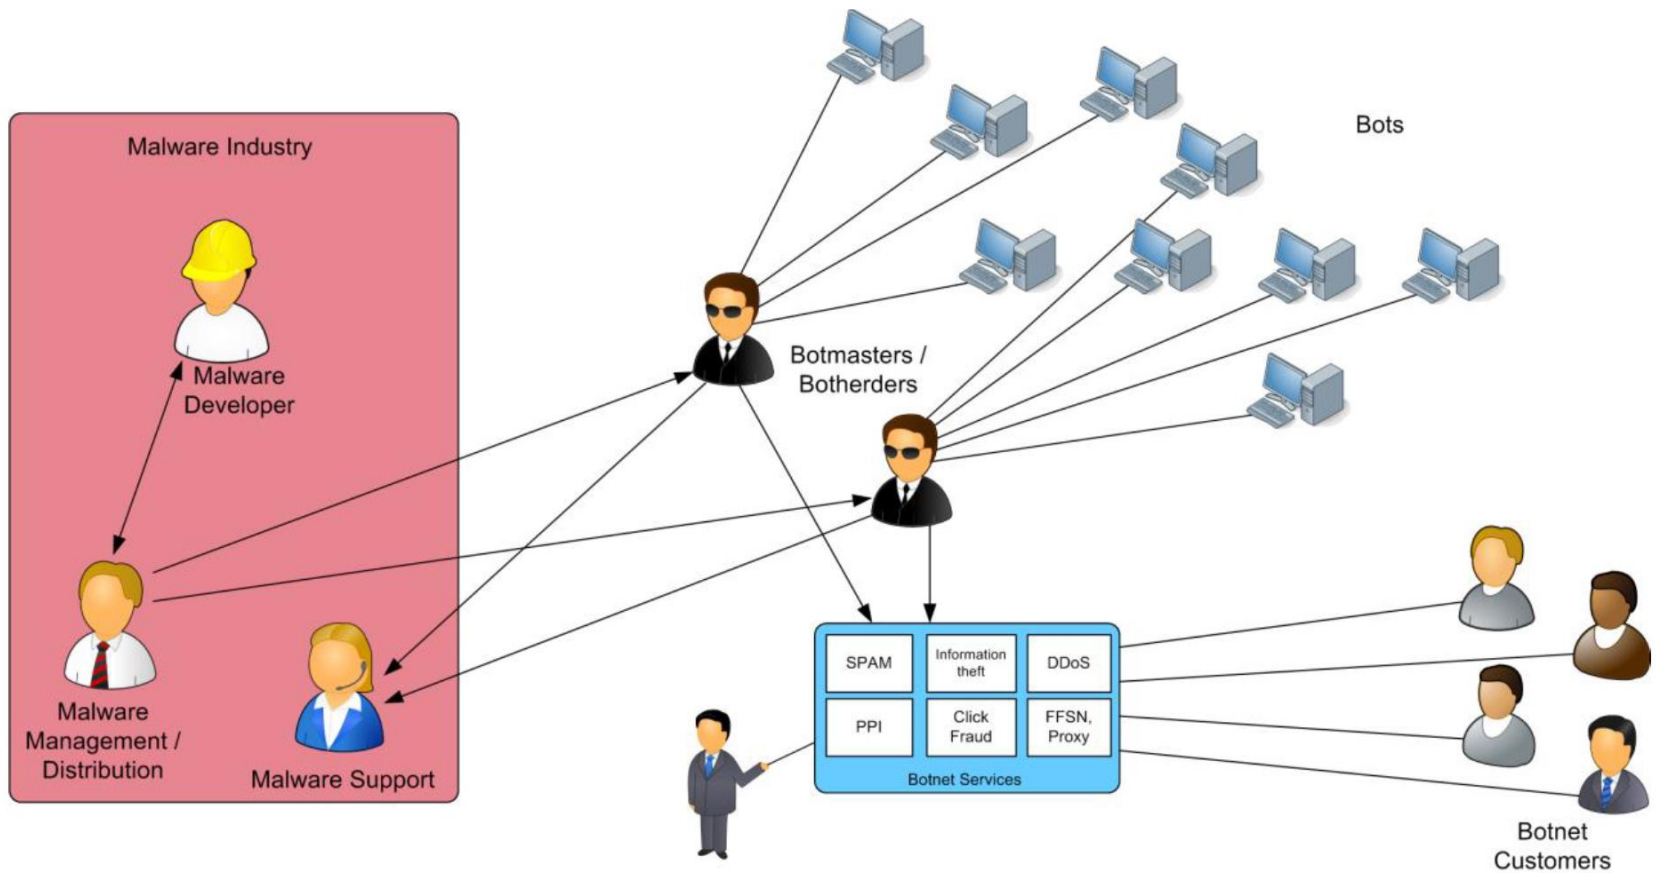 Malware Industry
Malware
Developer
Malware
Management /
Distribution
Malware Support
Botmasters /
Botherders
Bots
SPAM
Information
theft
DDoS
PPI
Click
Fraud
FFSN,
Proxy
Botnet Services
Botnet
Customers